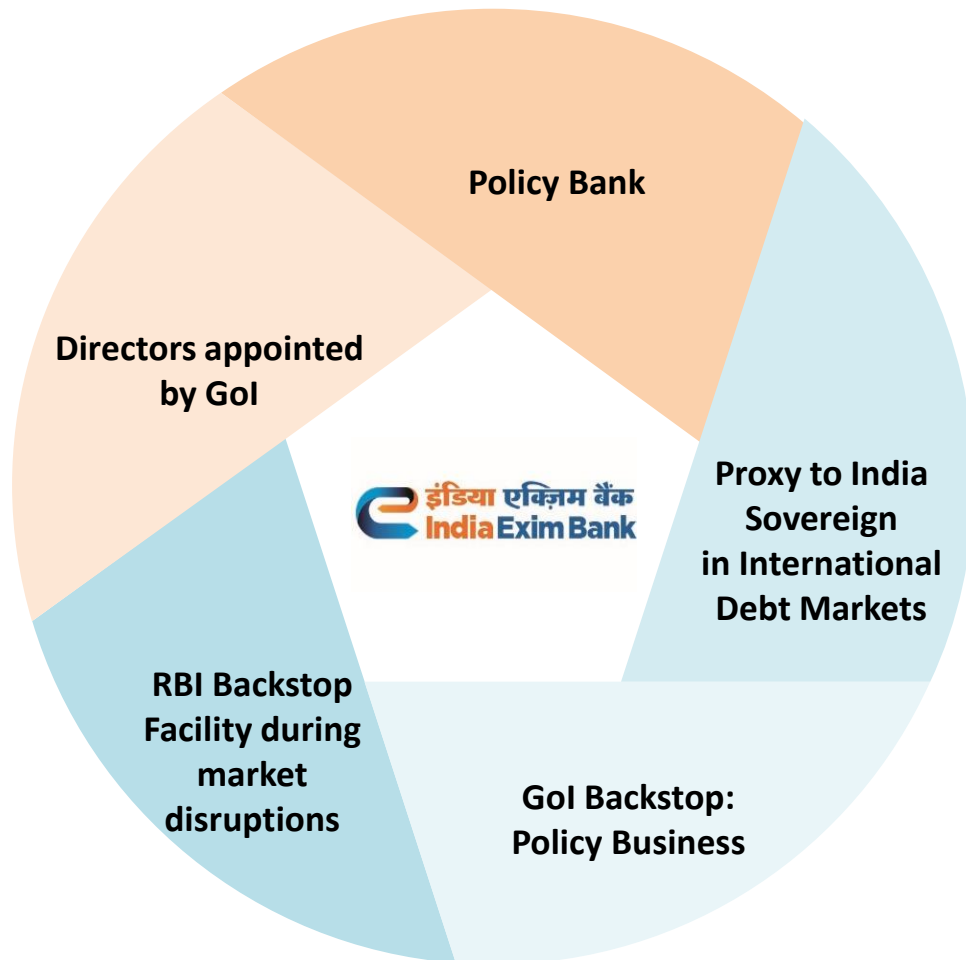 Policy Bank
Directors appointed
by GoI
इंडिया एक्ज़िम बैंक
India Exim Bank
Proxy to India
Sovereign
in International
Debt Markets
RBI Backstop
Facility during
market
disruptions
GoI Backstop:
Policy Business